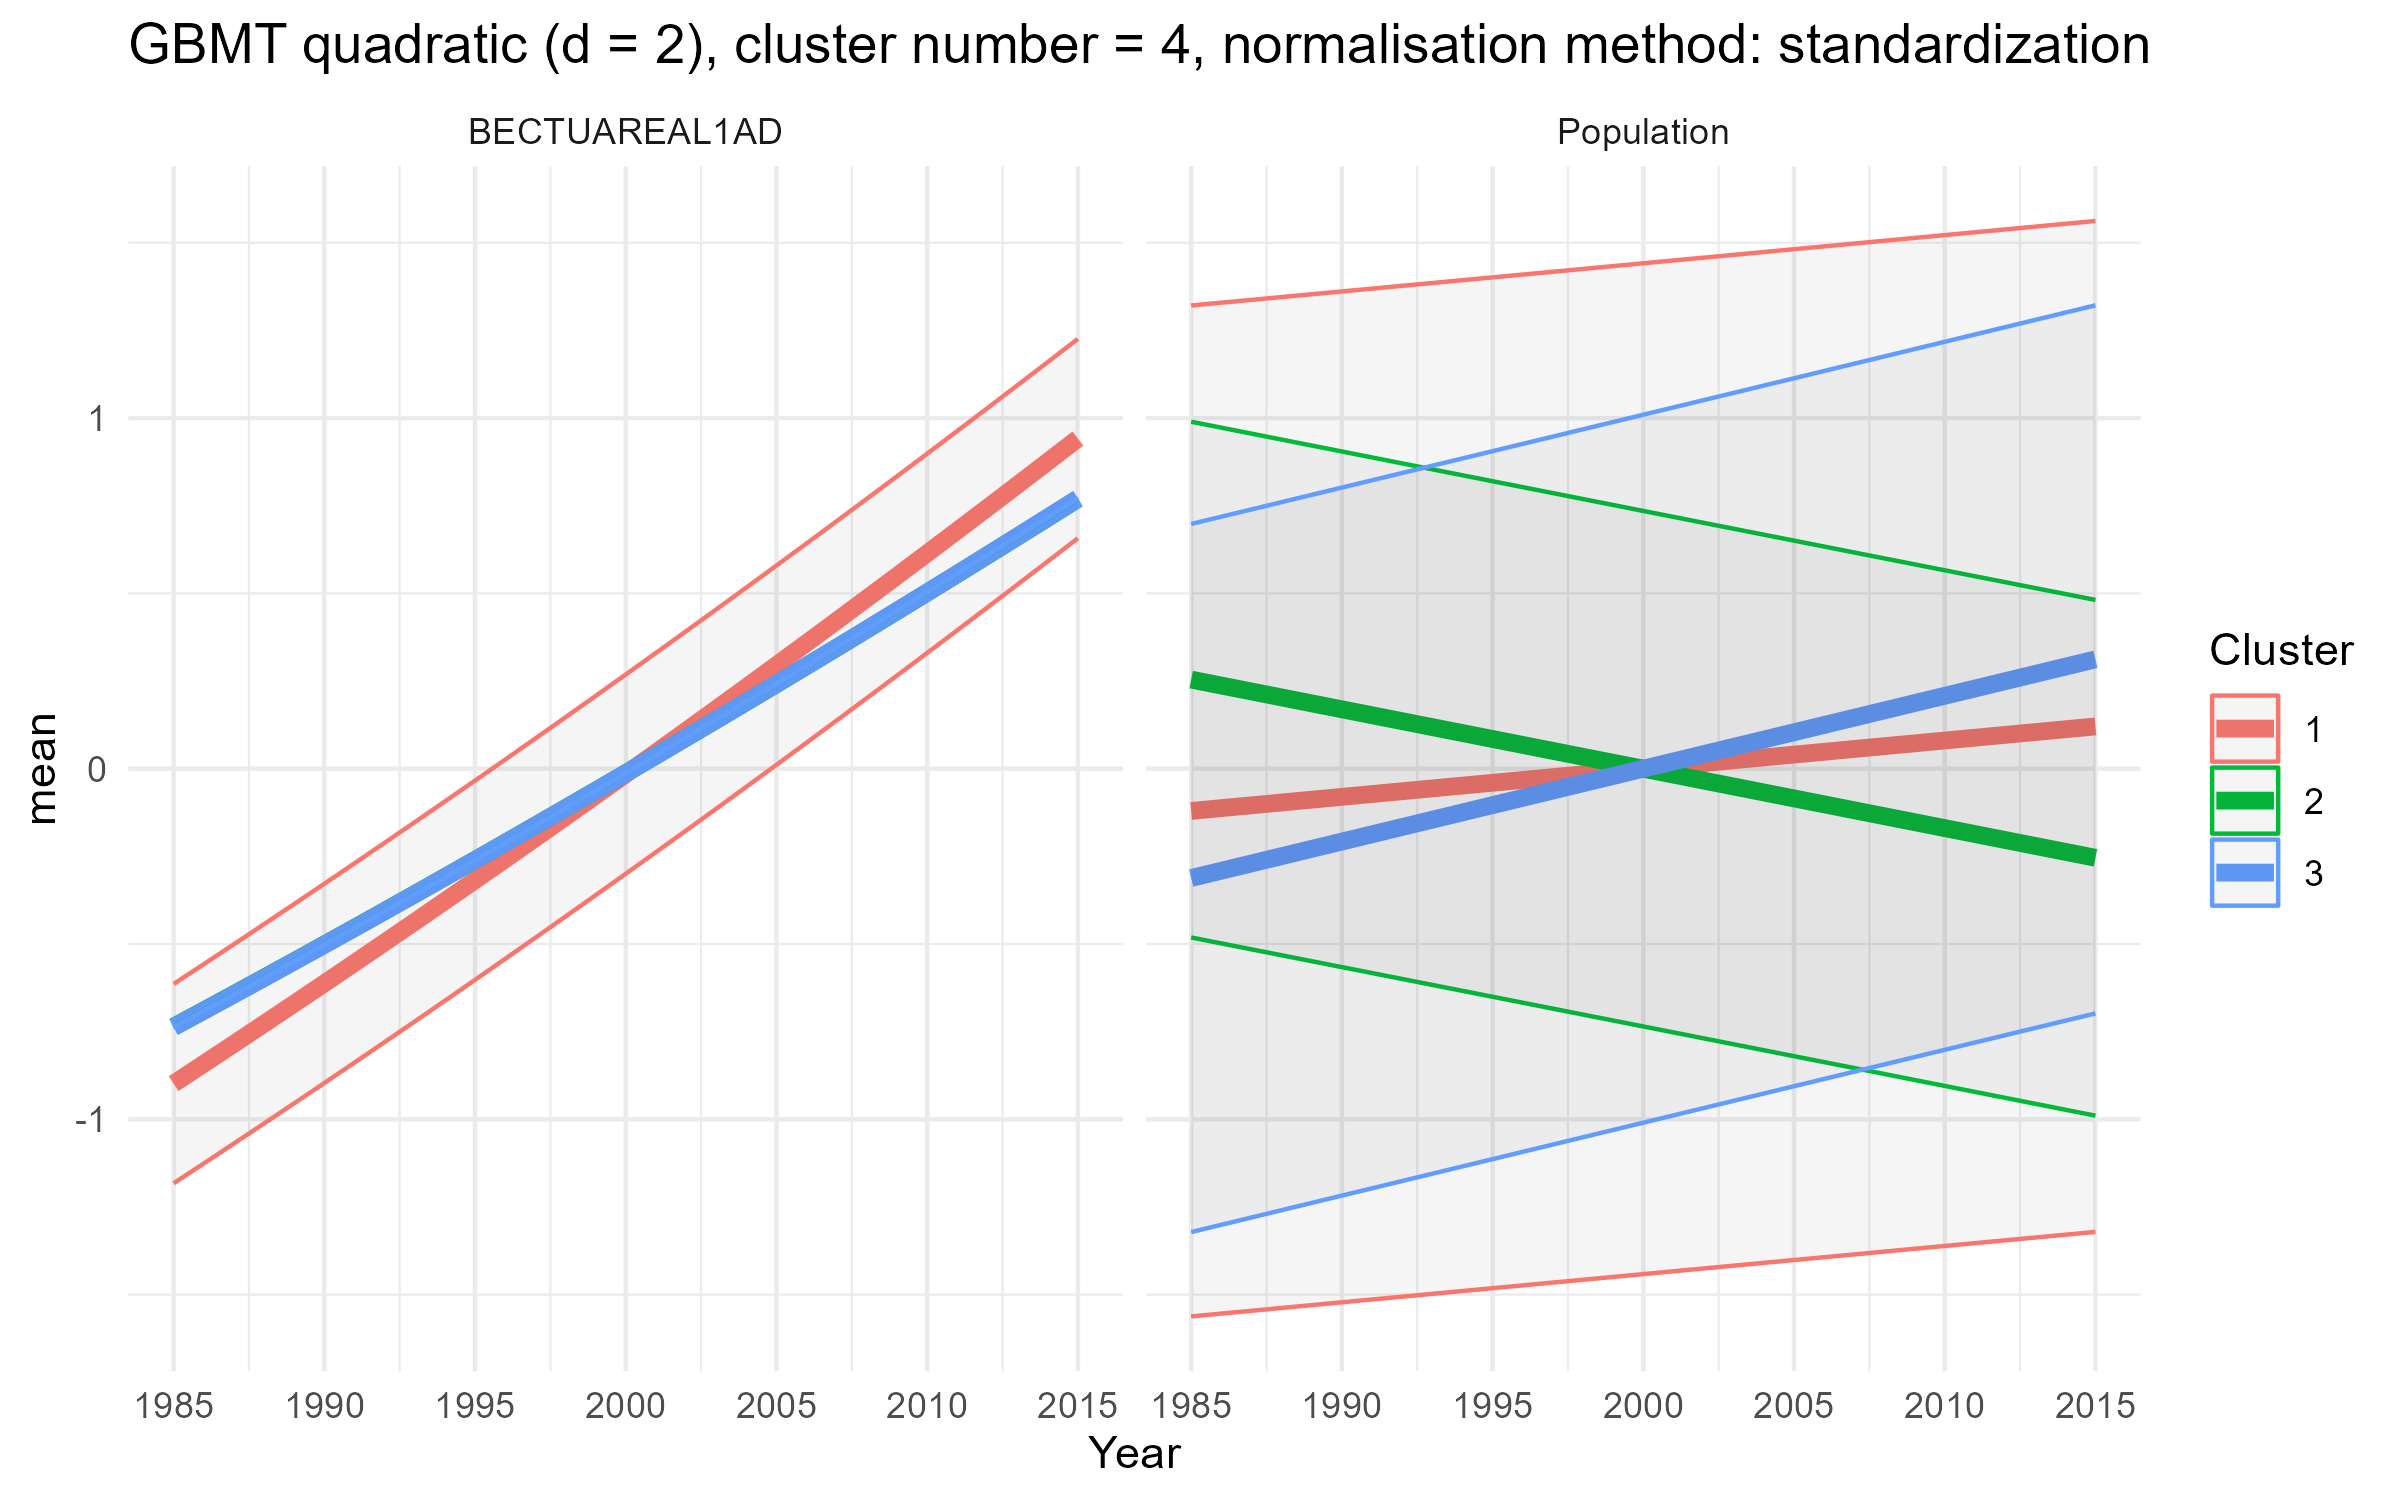 GBMT quadratic (d = 2), cluster number = 4, normalisation method: standardization
BECTUAREAL1AD
Population
mean
1
0
-1
1985 1990 1995 2000 2005 2010 2015
1985 1990 1995 2000 2005 2010 2015
Year
Cluster
1
2
3